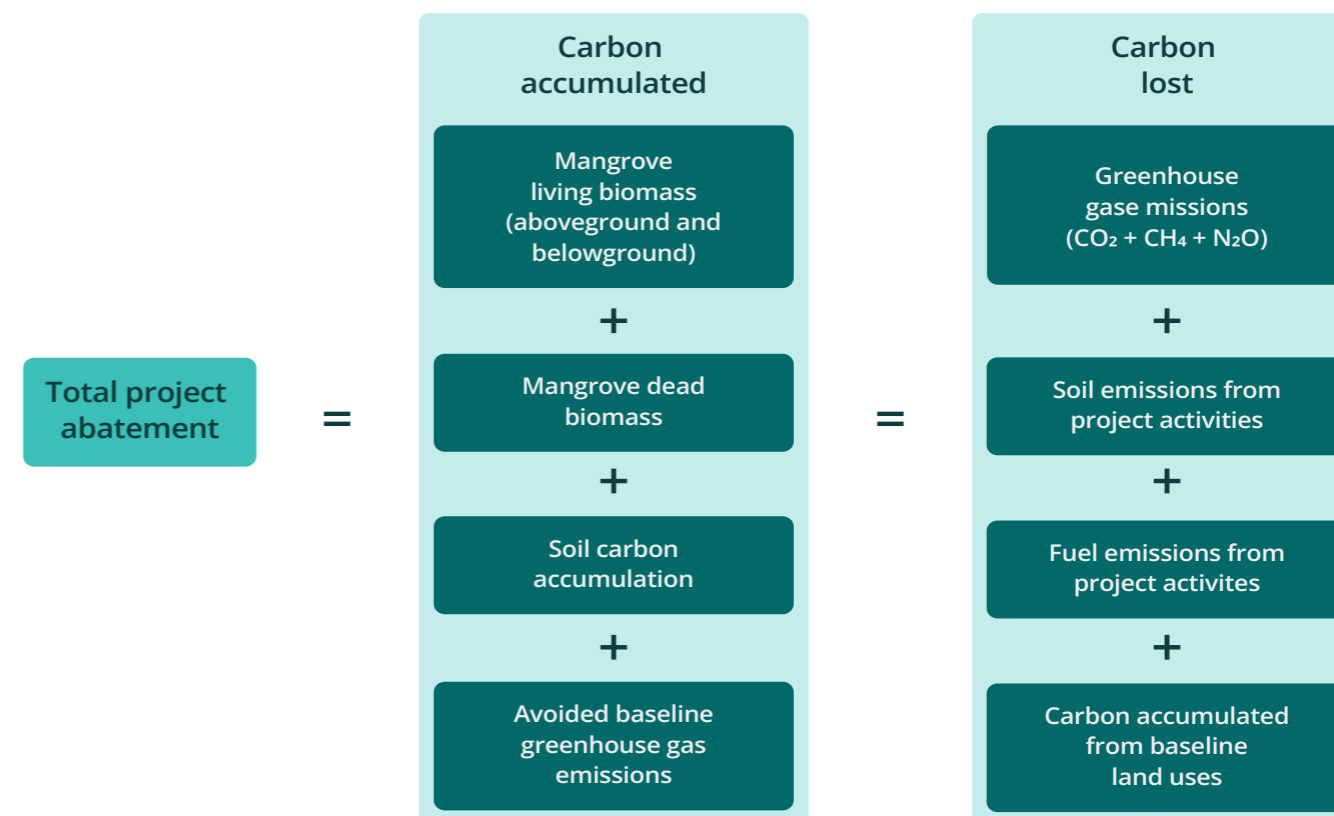 Total project
abatement
=
Carbon
accumulated
Mangrove
living biomass
(aboveground and
belowground)
+
Mangrove dead
biomass
+
Soil carbon
accumulation
+
Avoided baseline
greenhouse gas
emissions
=
Carbon
lost
Greenhouse
gase missions
(CO₂ + CH₄ + N₂O)
+
Soil emissions from
project activities
+
Fuel emissions from
project activites
+
Carbon accumulated
from baseline
land uses